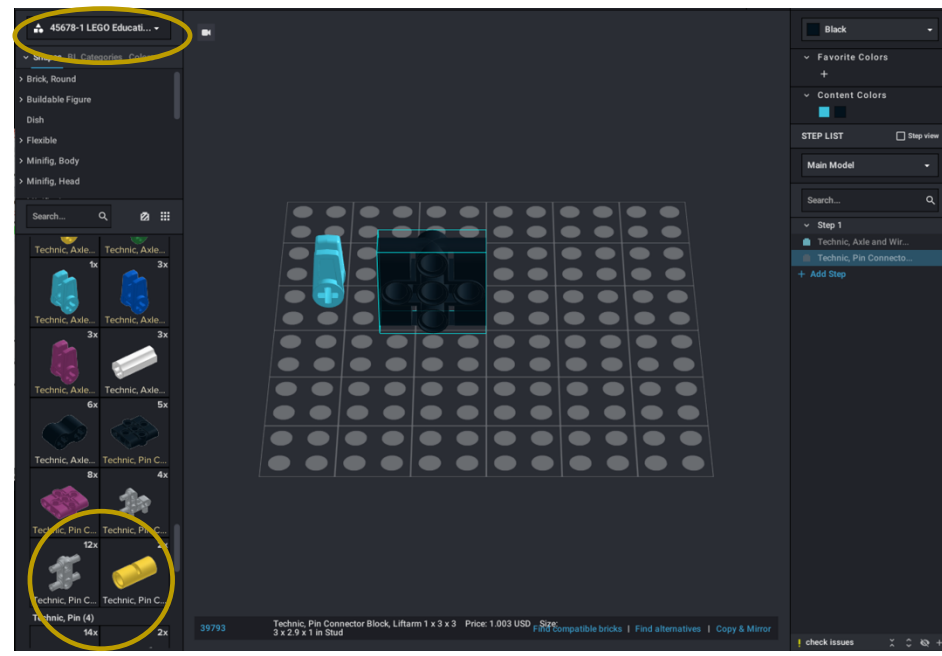 45678-1 LEGO Educati...
BI Categories
Brick, Round
Buildable Figure
Dish
Flexible
Minifig, Body
Minifig, Head
Search...
Technic, Axle... Technic, Axle...
1x 3x
Technic, Axle... Technic, Axle...
3x 3x
Technic, Axle... Technic, Axle...
6x 5x
Technic, Axle... Technic, Pin C...
8x 4x
Technic, Pin C... Technic, Pin C...
12x 2x
Technic, Pin C... Technic, Pin C...
Technic, Pin (4)
14x 2x
39793
Technic, Pin Connector Block, Liftarm 1 x 3 x 3 Price: 1.003 USD Size:
3 x 2.9 x 1 in Stud
Find compatible bricks | Find alternatives | Copy & Mirror
Black
Favorite Colors
+
Content Colors
STEP LIST Step view
Main Model
Search...
Step 1
Technic, Axle and Wir...
Technic, Pin Connecto...
+ Add Step
! check issues